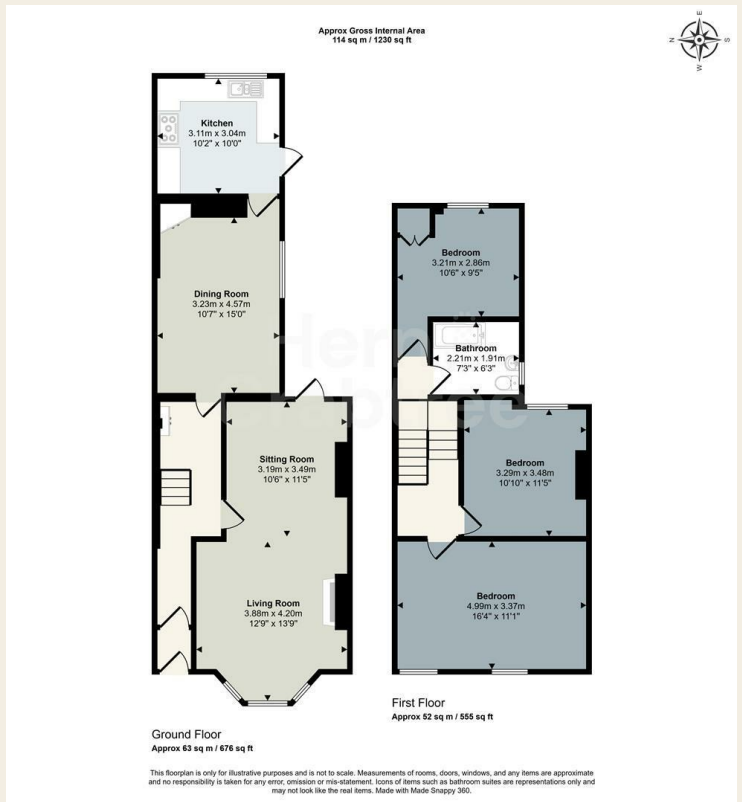 Approx Gross Internal Area
114 sq m / 1230 sq ft
E
N
S
W
Kitchen
3.11m x 3.04m
10'2" x 10'0"
Dining Room
3.23m x 4.57m
10'7" x 15'0"
Bedroom
3.21m x 2.86m
10'6" x 9'5"
Bathroom
2.21m x 1.91m
7'3" x 6'3"
Hern &
Crabtree
Sitting Room
3.19m x 3.49m
10'6" x 11'5"
Bedroom
3.29m x 3.48m
10'10" x 11'5"
Living Room
3.88m x 4.20m
12'9" x 13'9"
Bedroom
4.99m x 3.37m
16'4" x 11'1"
Ground Floor
Approx 63 sq m / 676 sq ft
First Floor
Approx 52 sq m / 555 sq ft
This floorplan is only for illustrative purposes and is not to scale. Measurements of rooms, doors, windows, and any items are approximate
and no responsibility is taken for any error, omission or mis-statement. Icons of items such as bathroom suites are representations only and
may not look like the real items. Made with Made Snappy 360.